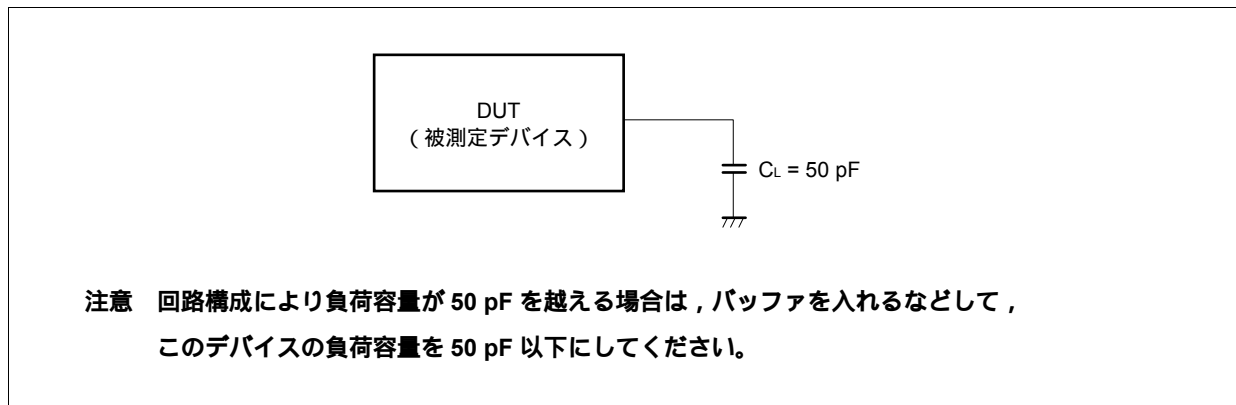 DUT
（被測定デバイス）
CL = 50 pF
注意　回路構成により負荷容量が 50 pF を越える場合は，バッファを入れるなどして，
このデバイスの負荷容量を 50 pF 以下にしてください。